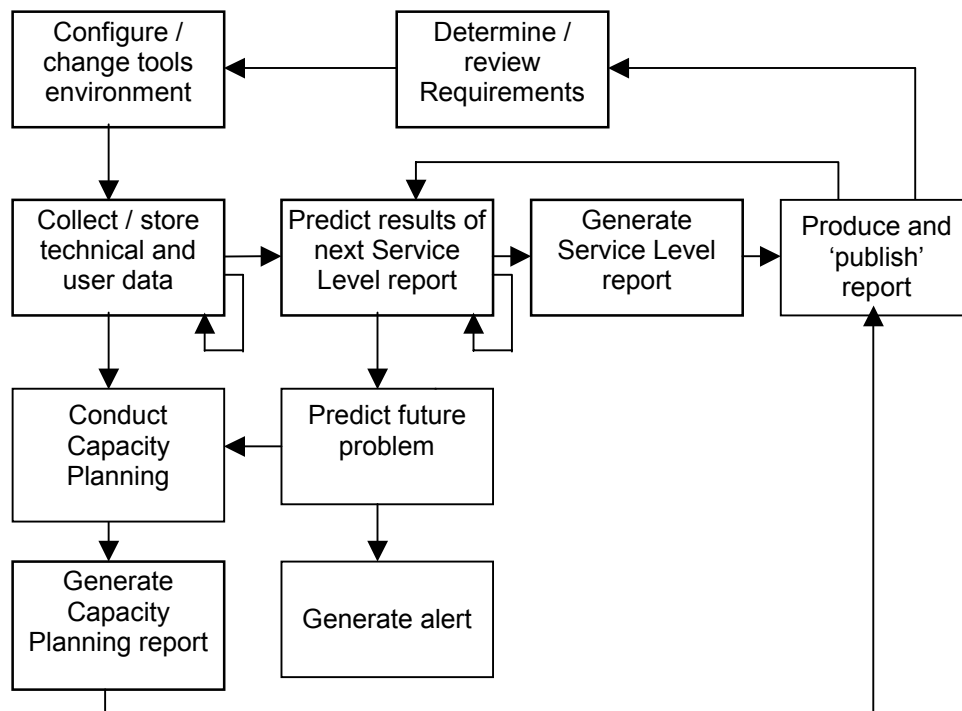 Configure /
change tools
environment
Determine /
review
Requirements
Collect / store
technical and
user data
Predict results of
next Service
Level report
Generate
Service Level
report
Produce and
‘publish’
report
Conduct
Capacity
Planning
Predict future
problem
Generate
Capacity
Planning report
Generate alert